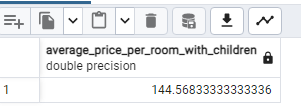 average_price_per_room_with_children
double precision
1
144.56833333333336